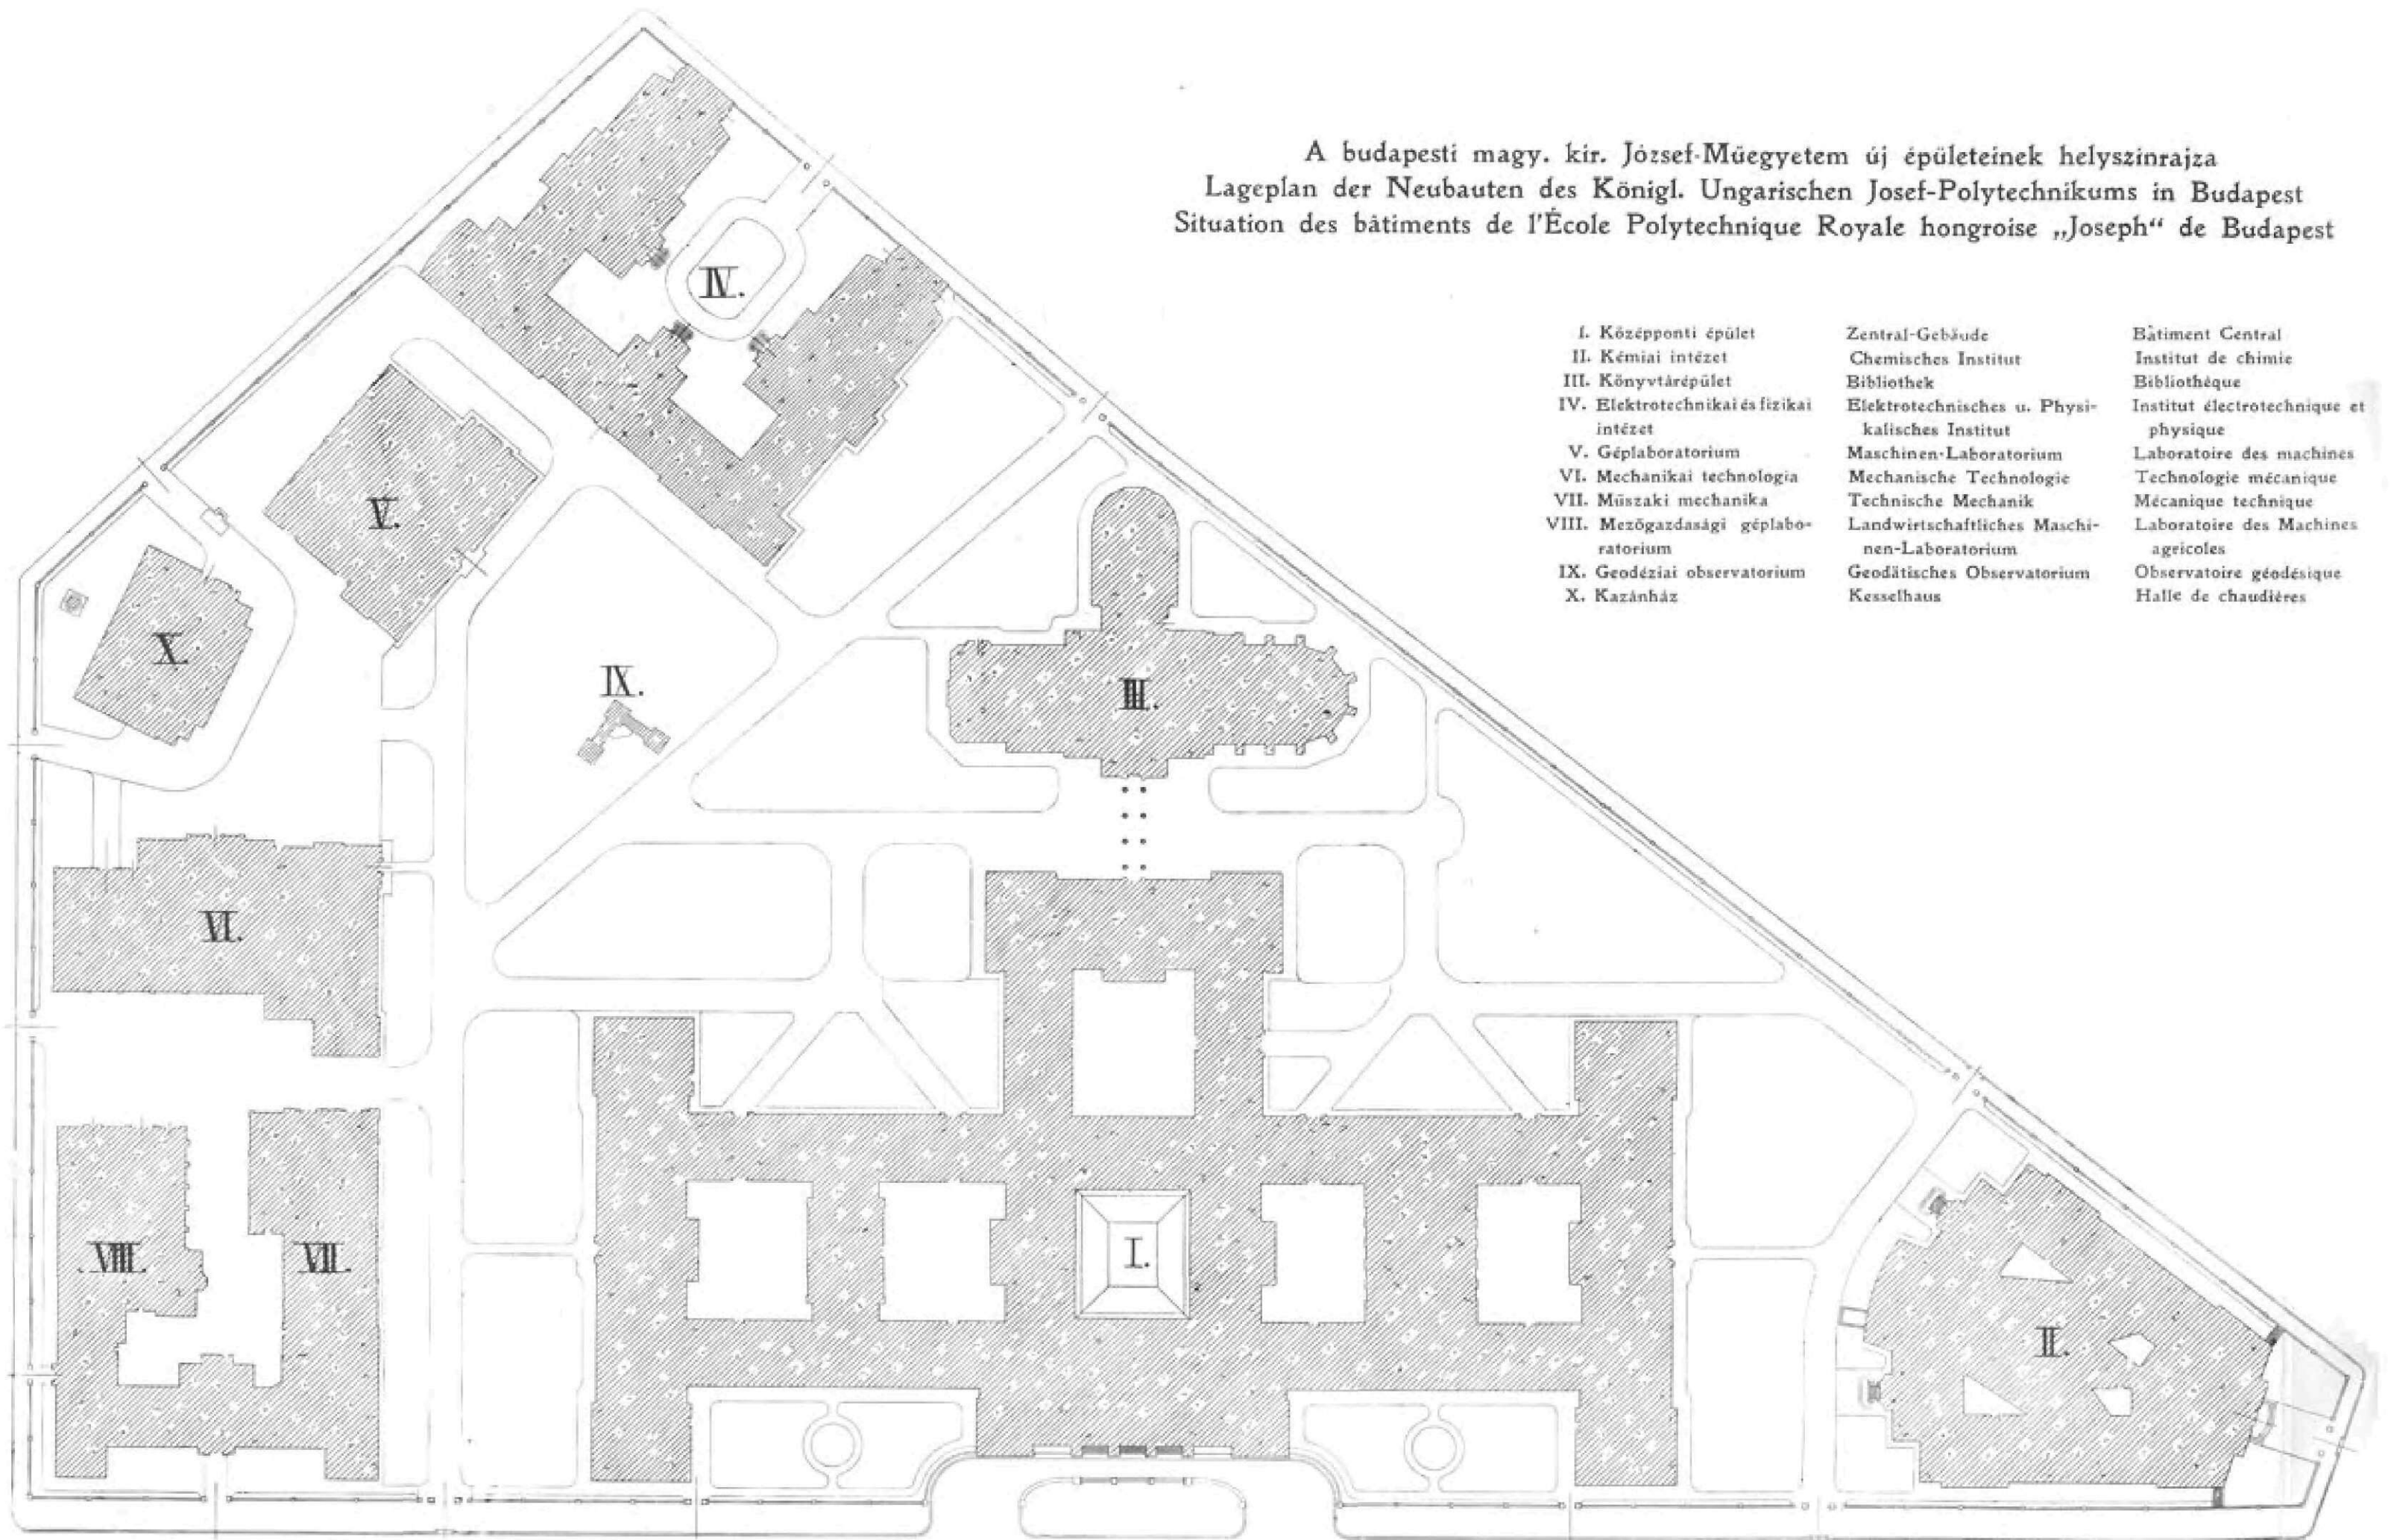 A budapesti magy. kir. József-Műegyetem új épületeinek helyszínrajza
Lageplan der Neubauten des Königl. Ungarischen Josef-Polytechnikums in Budapest
Situation des bâtiments de l'École Polytechnique Royale hongroise „Joseph“ de Budapest
I. Középponti épület Zentral-Gebäude Bâtiment Central
II. Kémiai intézet Chemisches Institut Institut de chimie
III. Könyvtárépület Bibliothek Bibliothèque
IV. Elektrotechnikai és fizikai Elektrotechnisches u. Physi- Institut électrotechnique et
intézet kalisches Institut physique
V. Géplaboratorium Maschinen-Laboratorium Laboratoire des machines
VI. Mechanikai technologia Mechanische Technologie Technologie mécanique
VII. Műszaki mechanika Technische Mechanik Mécanique technique
VIII. Mezőgazdasági géplabo- Landwirtschaftliches Maschi- Laboratoire des Machines
ratorium nen-Laboratorium agricoles
IX. Geodéziai observatorium Geodätisches Observatorium Observatoire géodésique
X. Kazánház Kesselhaus Halle de chaudières
IV.
V.
X.
IX.
III.
VI.
VIII.
VII.
I.
II.